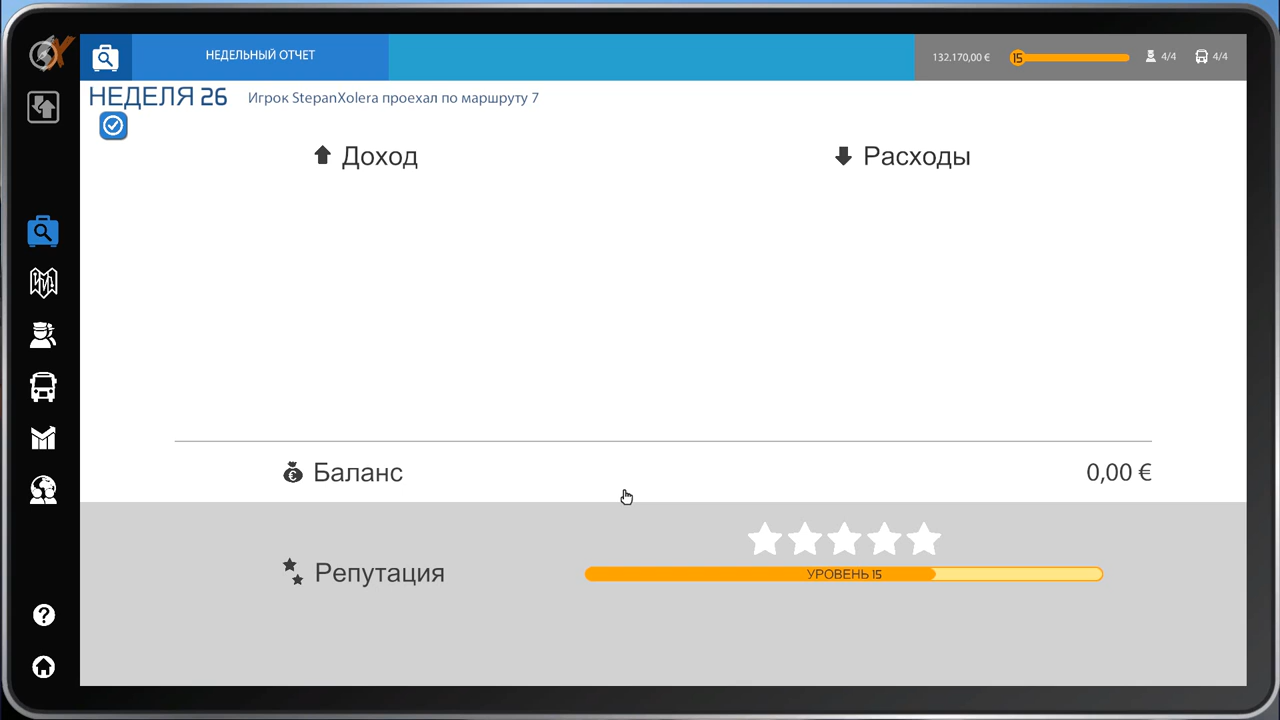 НЕДЕЛЬНЫЙ ОТЧЕТ
132.170,00 €
15
4/4
4/4
НЕДЕЛЯ 26
Игрок StepanXolera проехал по маршруту 7
Доход
Расходы
Баланс
0,00 €
Репутация
УРОВЕНЬ 15